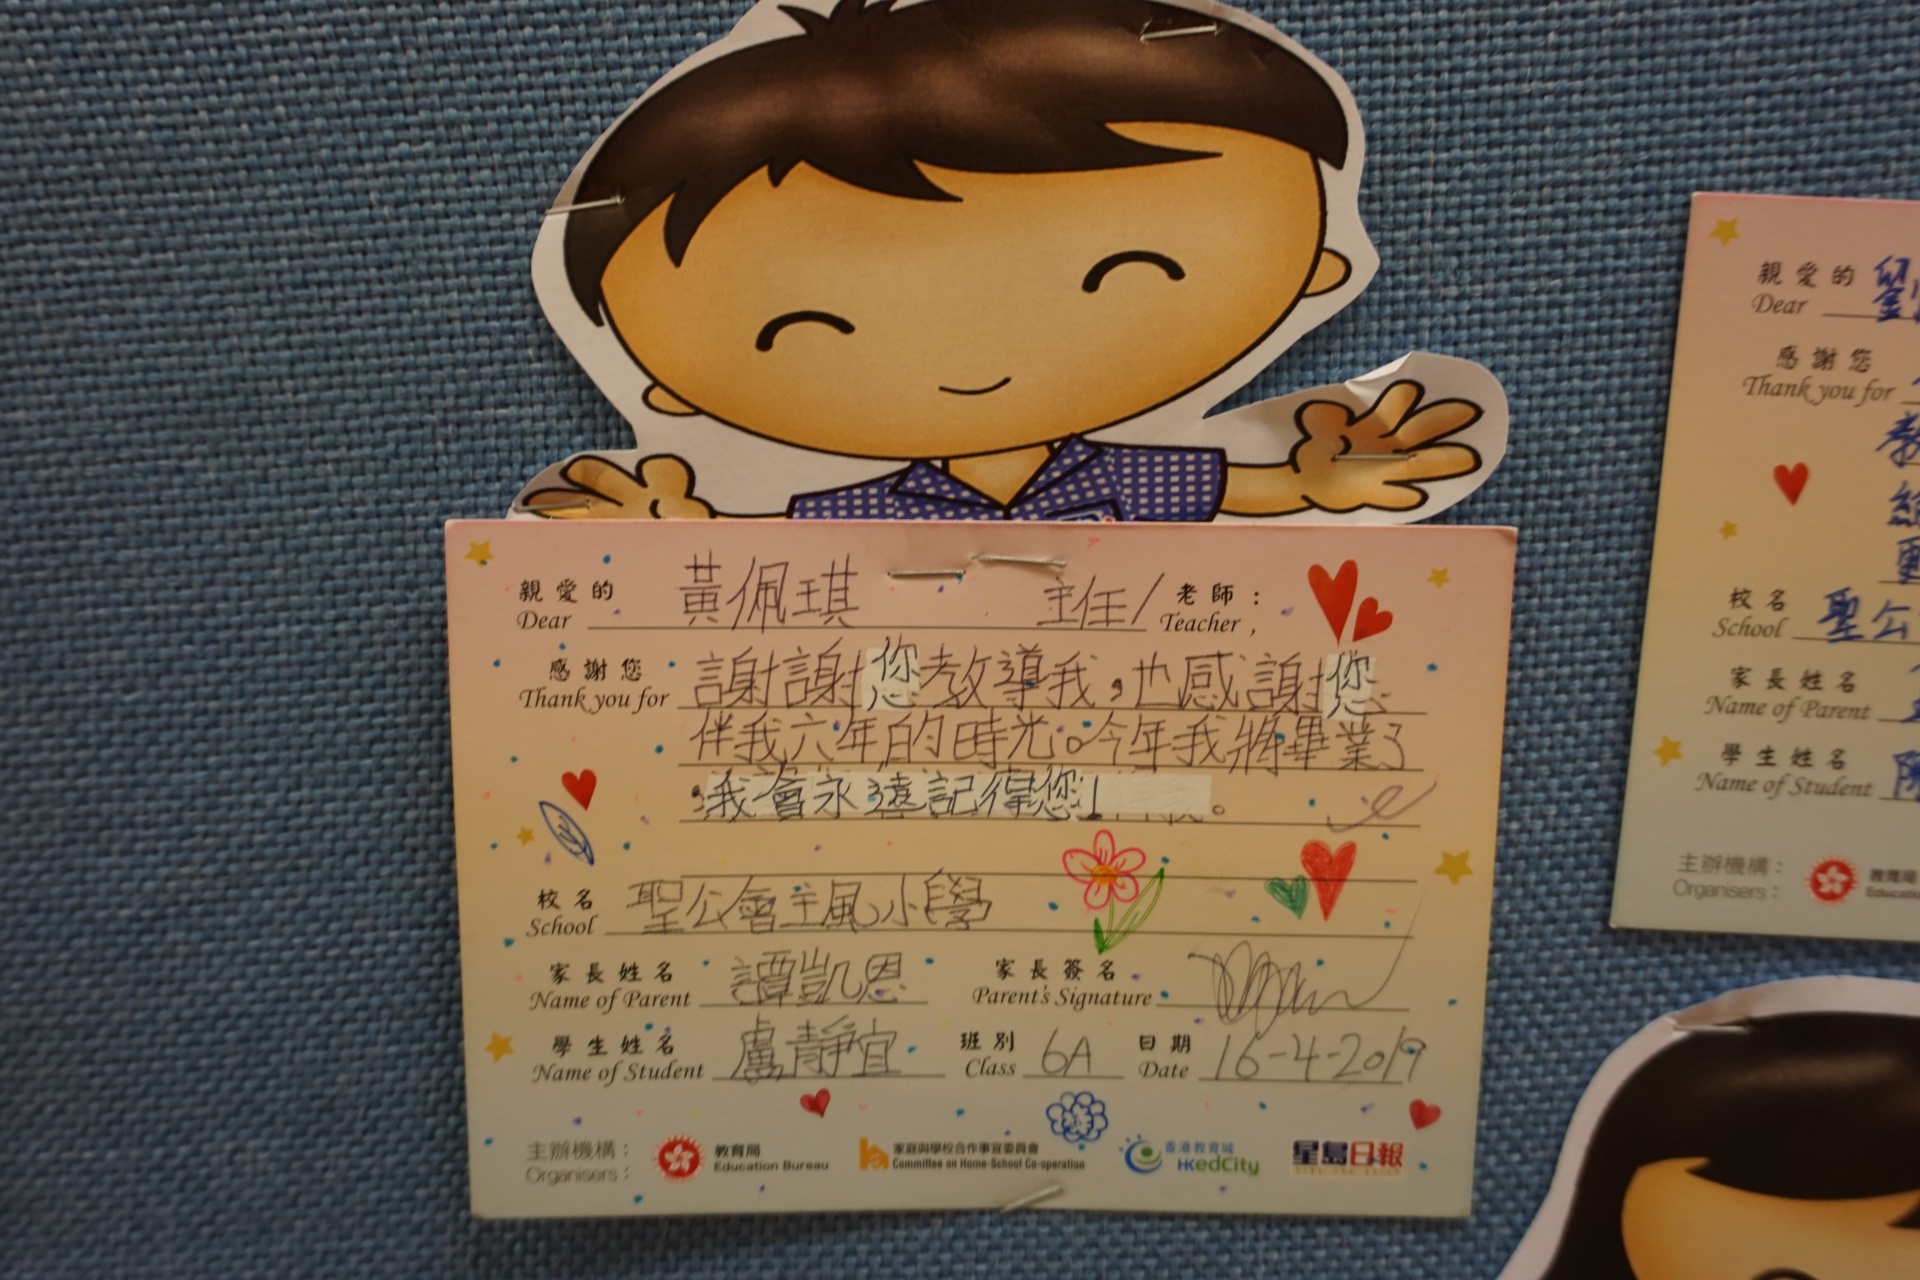 親愛的 黃佩琪 主任/ 老師：
Dear Teacher,
感謝您 謝謝您教導我，也感謝您
Thank you for
伴我六年的時光。今年我將畢業了
，我會永遠記得您！。
校名 聖公會主風小學
School
家長姓名 譚凱恩 家長簽名
Name of Parent Parent's Signature
學生姓名 盧靜宜 班別 6A 日期 16-4-2019
Name of Student Class Date
主辦機構： 教育局 家庭與學校合作事宜委員會 香港教育城 星島日報
Organisers： Education Bureau Committee on Home-School Co-operation HKedCity
親愛的 劉
Dear
感謝您
Thank you for
教
校名 聖公
School
家長姓名
Name of Parent
學生姓名 陳
Name of Student
主辦機構：
Organisers：